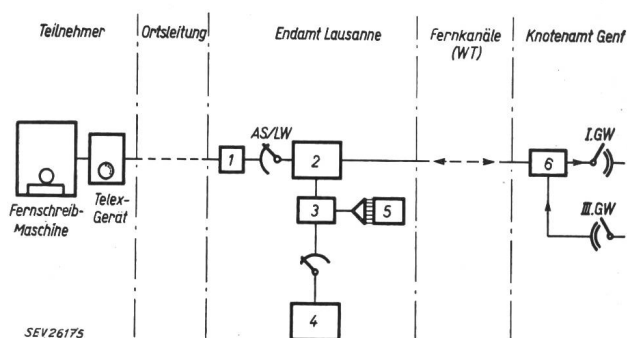 Teilnehmer
Ortsleitung
Endamt Lausanne
Fernkanäle
(WT)
Knotenamt Genf
AS/LW
I.GW
1
2
6
3
5
III.GW
4
Fernschreib-
Maschine
Telex-
Gerät
SEV26175